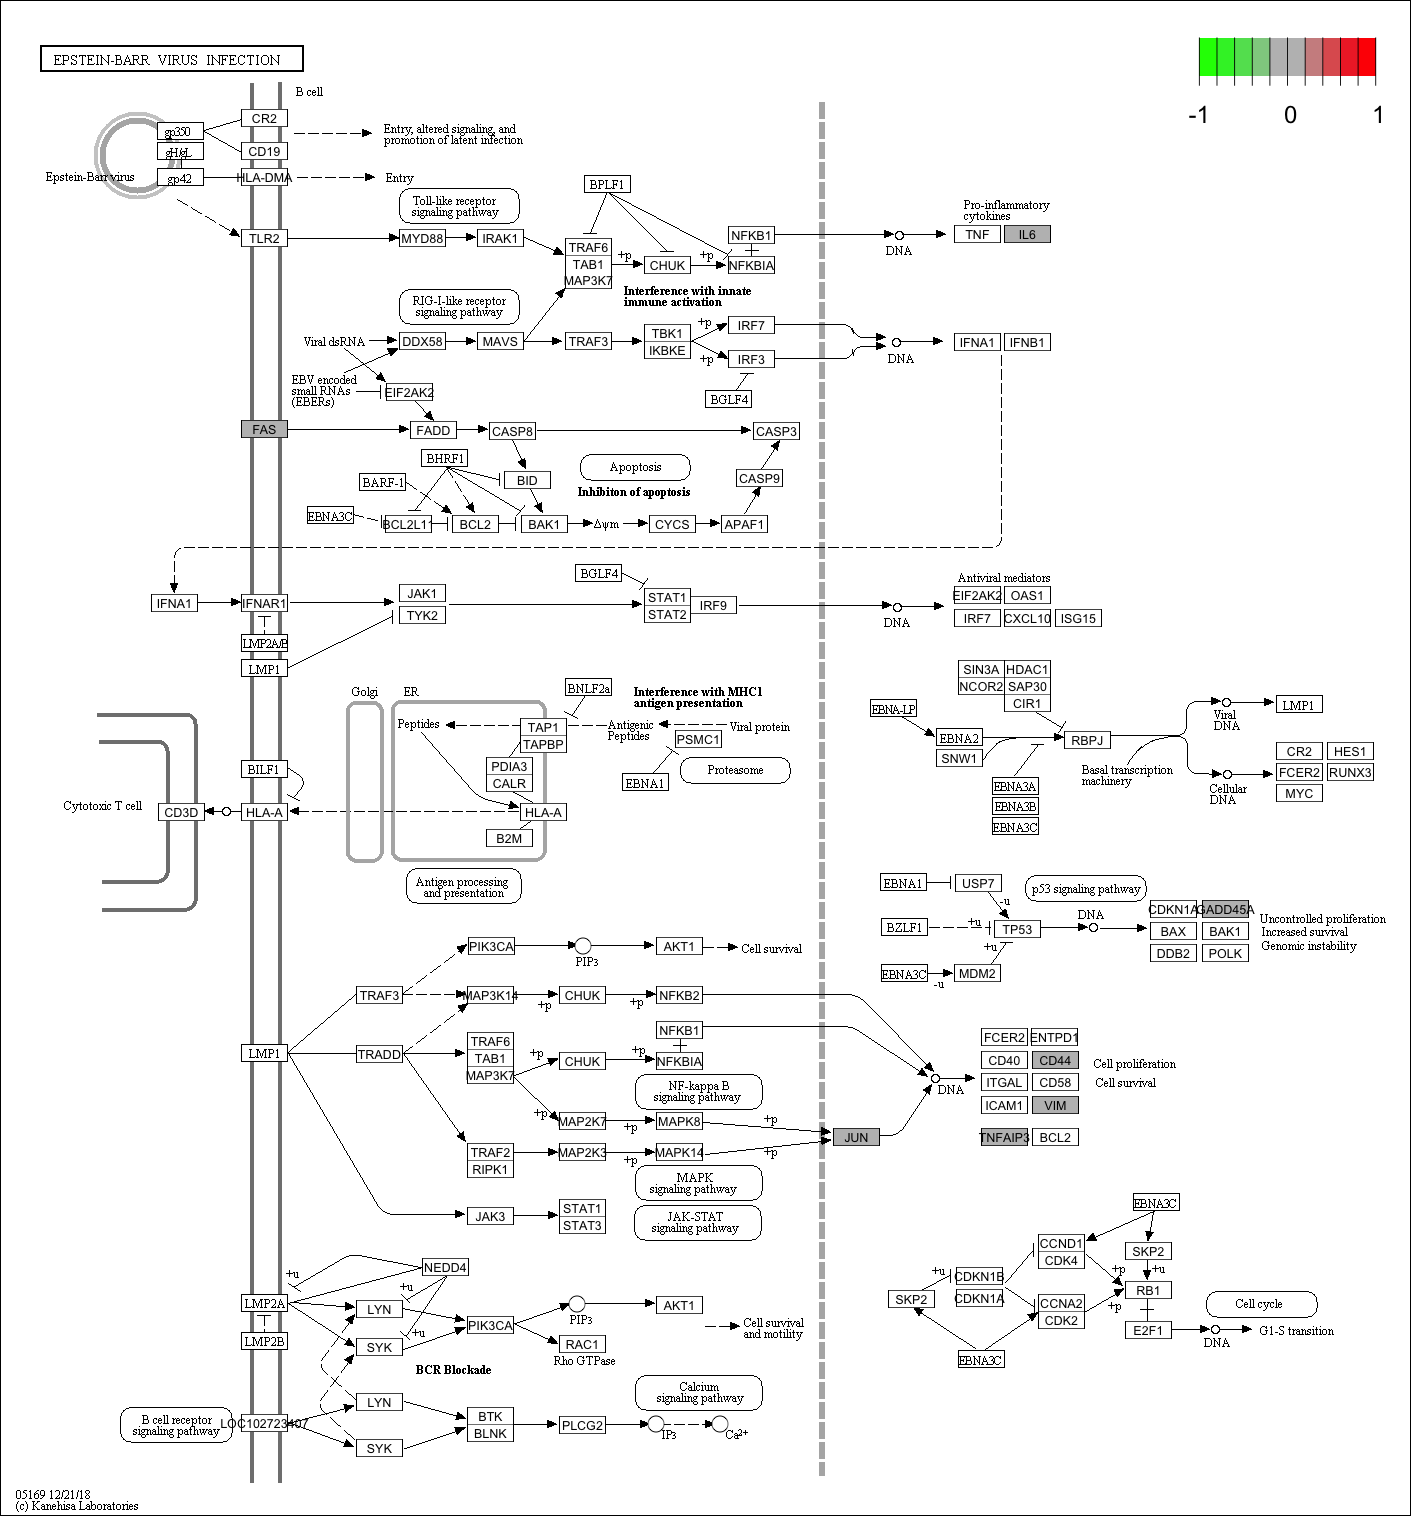 EPSTEIN-BARR VIRUS INFECTION
-1 0 1
B cell
CR2
gp350
Entry, altered signaling, and
promotion of latent infection
gHgL
CD19
Epstein-Barr virus
gp42
HLA-DMA
Entry
BPLF1
Toll-like receptor
signaling pathway
Pro-inflammatory
cytokines
TLR2
MYD88
IRAK1
TRAF6
TAB1
MAP3K7
+p
CHUK
+p
NFKB1
NFKBIA
DNA
TNF
IL6
Interference with innate
immune activation
RIG-I-like receptor
signaling pathway
Viral dsRNA
DDX58
MAVS
TRAF3
TBK1
IKBKE
+p
+p
IRF7
IRF3
DNA
IFNA1
IFNB1
EBV encoded
small RNAs
(EBERs)
EIF2AK2
BGLF4
FAS
FADD
CASP8
CASP3
BHRF1
BARF-1
BID
Apoptosis
CASP9
Inhibiton of apoptosis
EBNA3C
BCL2L1
BCL2
BAK1
Δψm
CYCS
APAF1
BGLF4
IFNA1
IFNAR1
JAK1
TYK2
STAT1
STAT2
IRF9
DNA
Antiviral mediators
EIF2AK2
OAS1
IRF7
CXCL10
ISG15
LMP2A/B
LMP1
SIN3A
HDAC1
NCOR2
SAP30
CIR1
Golgi
ER
BNLF2a
Interference with MHC1
antigen presentation
Peptides
TAP1
TAPBP
Antigenic
Peptides
Viral protein
PSMC1
PDIA3
CALR
EBNA1
Proteasome
EBNA-LP
EBNA2
SNW1
RBPJ
Viral
DNA
LMP1
Basal transcription
machinery
Cellular
DNA
CR2
HES1
FCER2
RUNX3
MYC
EBNA3A
EBNA3B
EBNA3C
BILF1
Cytotoxic T cell
CD3D
HLA-A
HLA-A
B2M
Antigen processing
and presentation
EBNA1
USP7
p53 signaling pathway
-u
BZLF1
+u
TP53
+u
DNA
CDKN1A
GADD45A
BAX
BAK1
DDB2
POLK
Uncontrolled proliferation
Increased survival
Genomic instability
EBNA3C
-u
MDM2
PIK3CA
PIP3
AKT1
Cell survival
TRAF3
MAP3K14
+p
CHUK
+p
NFKB2
LMP1
TRADD
TRAF6
TAB1
MAP3K7
+p
CHUK
+p
NFKB1
NFKBIA
NF-kappa B
signaling pathway
+p
MAP2K7
+p
MAPK8
+p
TRAF2
RIPK1
MAP2K3
+p
MAPK14
+p
JUN
DNA
FCER2
ENTPD1
CD40
CD44
ITGAL
CD58
ICAM1
VIM
TNFAIP3
BCL2
Cell proliferation
Cell survival
MAPK
signaling pathway
JAK3
STAT1
STAT3
JAK-STAT
signaling pathway
EBNA3C
CCND1
CDK4
SKP2
+p
+u
+u
CDKN1B
CDKN1A
SKP2
CCNA2
CDK2
+p
RB1
E2F1
DNA
G1-S transition
Cell cycle
EBNA3C
NEDD4
+u
+u
LMP2A
LYN
+u
SYK
PIK3CA
PIP3
AKT1
RAC1
Rho GTPase
Cell survival
and motility
LMP2B
BCR Blockade
Calcium
signaling pathway
B cell receptor
signaling pathway
LOC102723407
LYN
SYK
BTK
BLNK
PLCG2
IP3
Ca2+
05169 12/21/18
(c) Kanehisa Laboratories